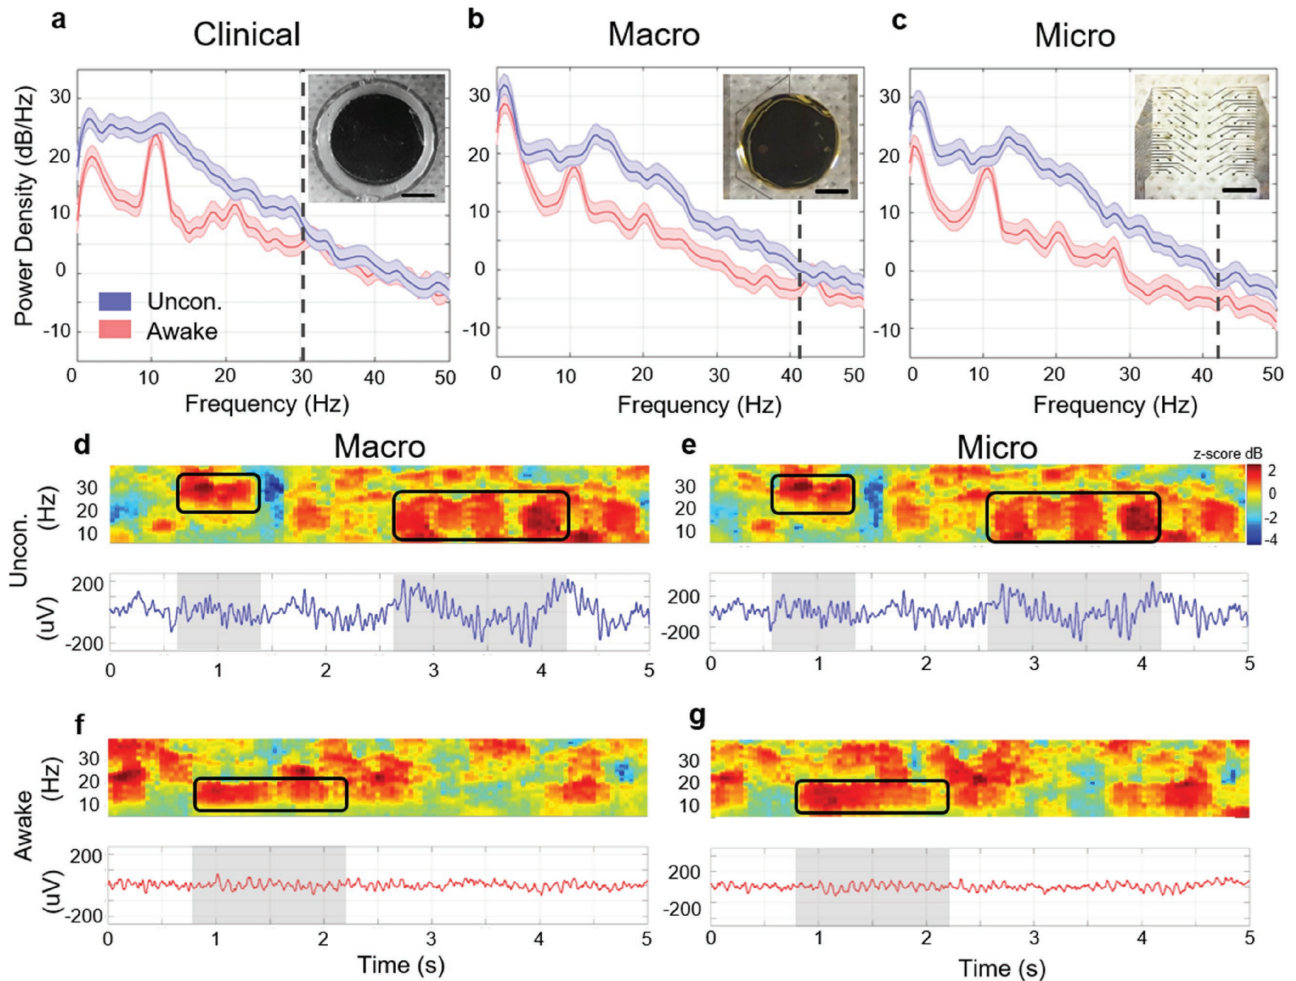 a Clinical
b Macro
c Micro
Power Density (dB/Hz)
30
20
10
0
-10
Uncon.
Awake
0 10 20 30 40 50
Frequency (Hz)
30
20
10
0
-10
0 10 20 30 40 50
Frequency (Hz)
30
20
10
0
-10
0 10 20 30 40 50
Frequency (Hz)
d Macro
e Micro
z-score dB
2
0
-2
-4
Uncon.
(Hz)
30
20
10
30
20
10
(uV)
200
-200
0 1 2 3 4 5
200
-200
0 1 2 3 4 5
f
g
Awake
(Hz)
30
20
10
30
20
10
(uV)
200
-200
0 1 2 3 4 5
Time (s)
200
-200
0 1 2 3 4 5
Time (s)